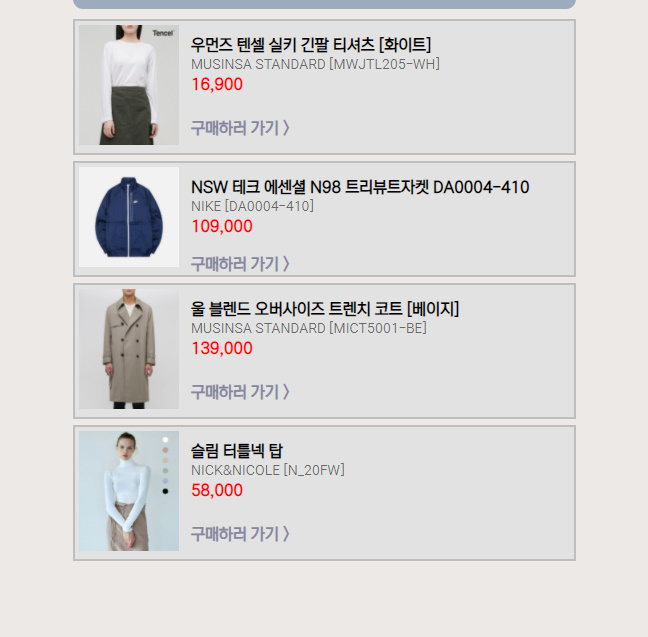 Tencel
우먼즈 텐셀 실키 긴팔 티셔츠 [화이트]
MUSINSA STANDARD [MWJTL205-WH]
16,900
구매하러 가기 〉
NSW 테크 에센셜 N98 트리뷰트자켓 DA0004-410
NIKE [DA0004-410]
109,000
구매하러 가기 〉
울 블렌드 오버사이즈 트렌치 코트 [베이지]
MUSINSA STANDARD [MICT5001-BE]
139,000
구매하러 가기 〉
슬림 터틀넥 탑
NICK&NICOLE [N_20FW]
58,000
구매하러 가기 〉